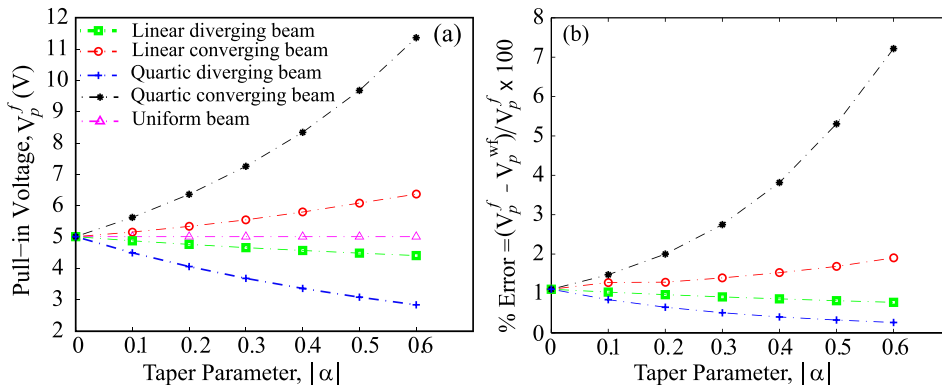 12
11
10
9
8
7
6
5
4
3
2
Pull−in Voltage, V_p^f (V)
Linear diverging beam
Linear converging beam
Quartic diverging beam
Quartic converging beam
Uniform beam
(a)
0 0.1 0.2 0.3 0.4 0.5 0.6
Taper Parameter, |α|
8
7
6
5
4
3
2
1
0
% Error =(V_p^f - V_p^wf)/V_p^f x 100
(b)
0 0.1 0.2 0.3 0.4 0.5 0.6
Taper Parameter, |α|